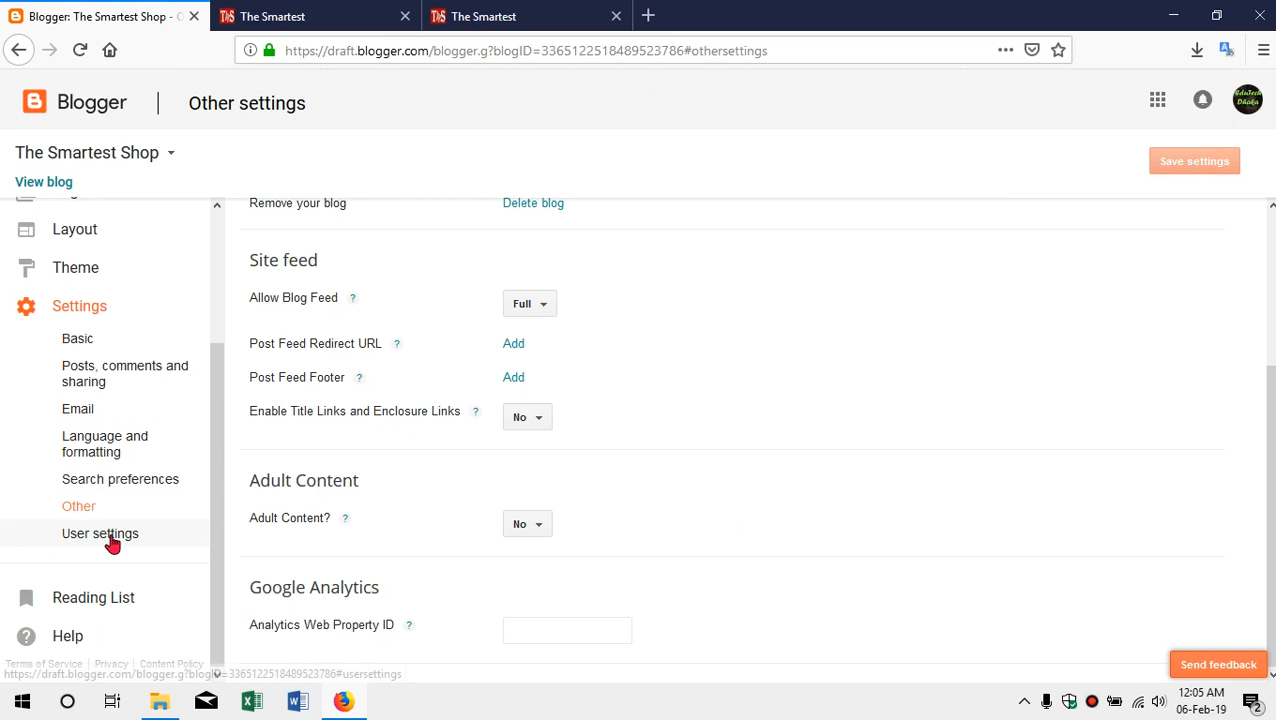 Blogger: The Smartest Shop - O
The Smartest
The Smartest
https://draft.blogger.com/blogger.g?blogID=3365122518489523786#othersettings
Blogger
Other settings
EduTech
Dhaka
The Smartest Shop
Save settings
View blog
Remove your blog
Delete blog
Layout
Site feed
Theme
Allow Blog Feed ?
Full
Settings
Basic
Post Feed Redirect URL ?
Add
Posts, comments and
sharing
Post Feed Footer ?
Add
Email
Enable Title Links and Enclosure Links ?
No
Language and
formatting
Search preferences
Adult Content
Other
Adult Content? ?
No
User settings
Google Analytics
Reading List
Analytics Web Property ID ?
Help
Terms of Service
Privacy
Content Policy
Send feedback
https://draft.blogger.com/blogger.g?blogID=3365122518489523786#usersettings
12:05 AM
06-Feb-19
2